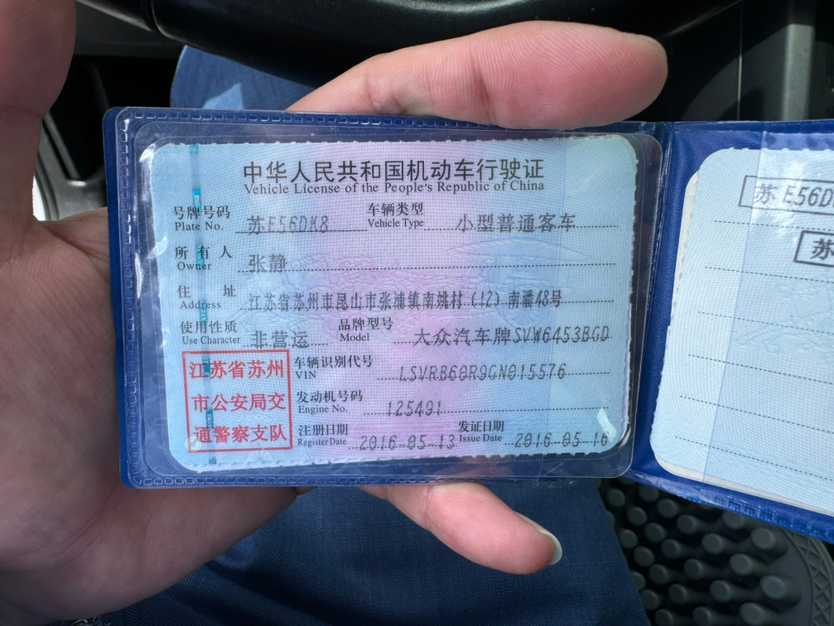 中华人民共和国机动车行驶证
Vehicle License of the People's Republic of China
号牌号码 苏E56DK8 车辆类型 小型普通客车
Plate No. Vehicle Type
所有人 张静
Owner
住址 江苏省苏州市昆山市张浦镇南姚村(12)南潘48号
Address
使用性质 非营运 品牌型号 大众汽车牌SVW6453BGD
Use Character Model
江苏省苏州
市公安局交
通警察支队
车辆识别代号 LSVRB60R9GN015576
VIN
发动机号码 125491
Engine No.
注册日期 2016-05-13 发证日期 2016-05-16
Register Date Issue Date
苏E56D
苏